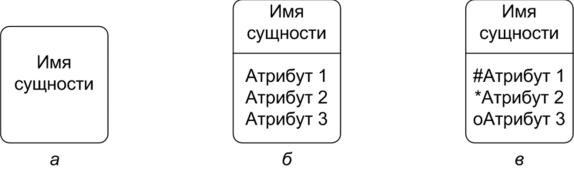 Имя
сущности
а
Имя
сущности
Атрибут 1
Атрибут 2
Атрибут 3
б
Имя
сущности
#Атрибут 1
*Атрибут 2
оАтрибут 3
в